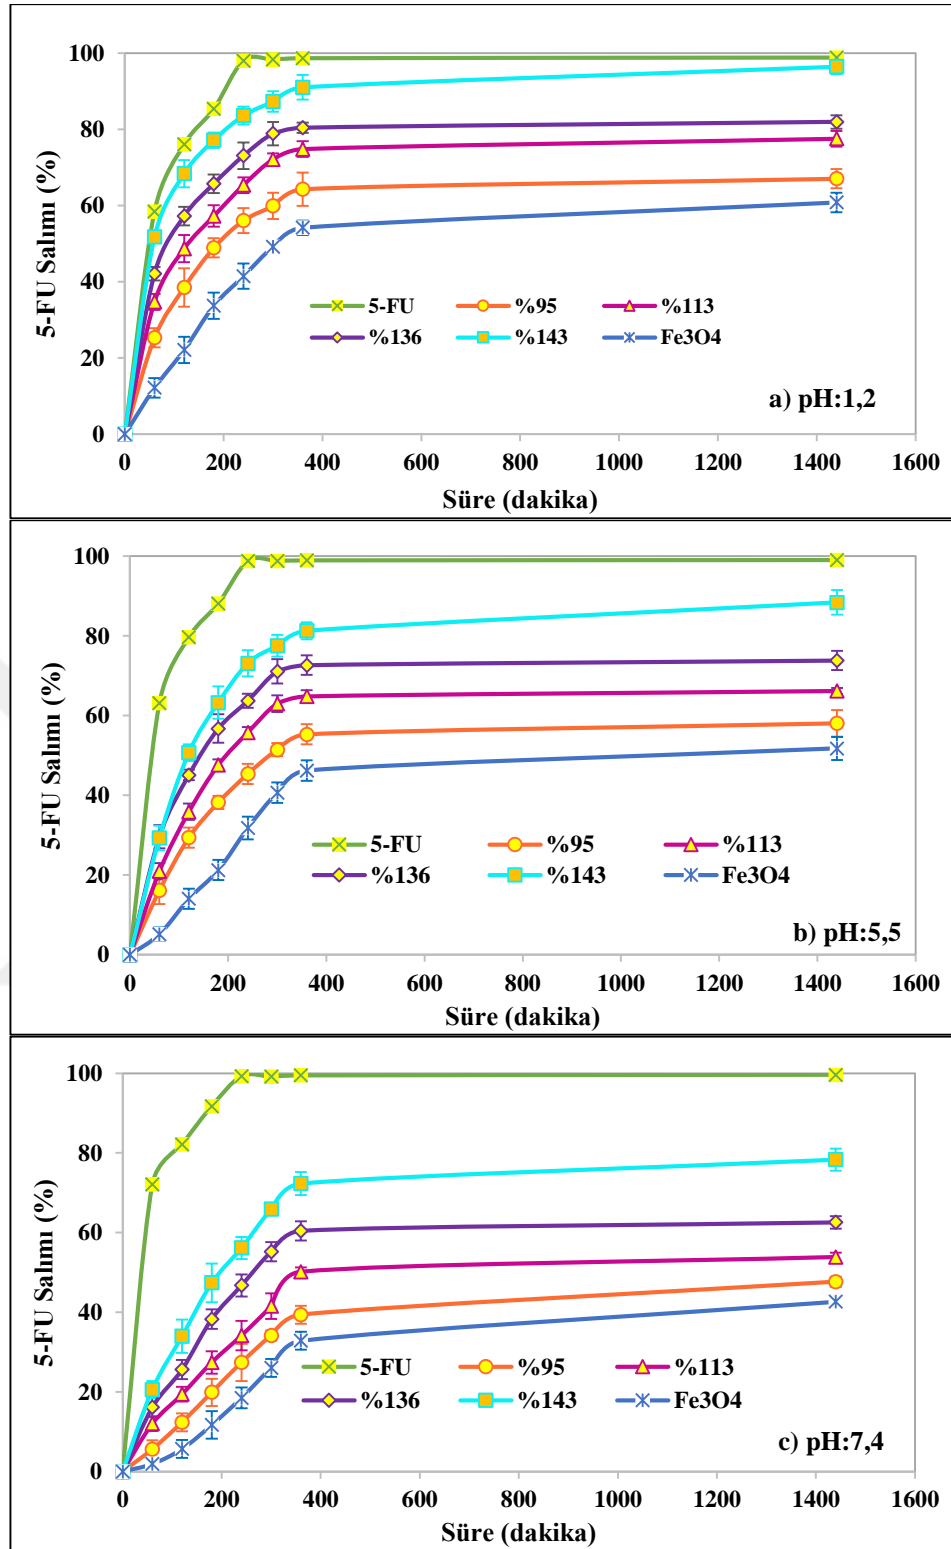 100
80
60
40
20
0
5-FU Salımı (%)
5-FU %95 %113
%136 %143 Fe3O4
a) pH:1,2
0 200 400 600 800 1000 1200 1400 1600
Süre (dakika)
100
80
60
40
20
0
5-FU Salımı (%)
5-FU %95 %113
%136 %143 Fe3O4
b) pH:5,5
0 200 400 600 800 1000 1200 1400 1600
Süre (dakika)
100
80
60
40
20
0
5-FU Salımı (%)
5-FU %95 %113
%136 %143 Fe3O4
c) pH:7,4
0 200 400 600 800 1000 1200 1400 1600
Süre (dakika)